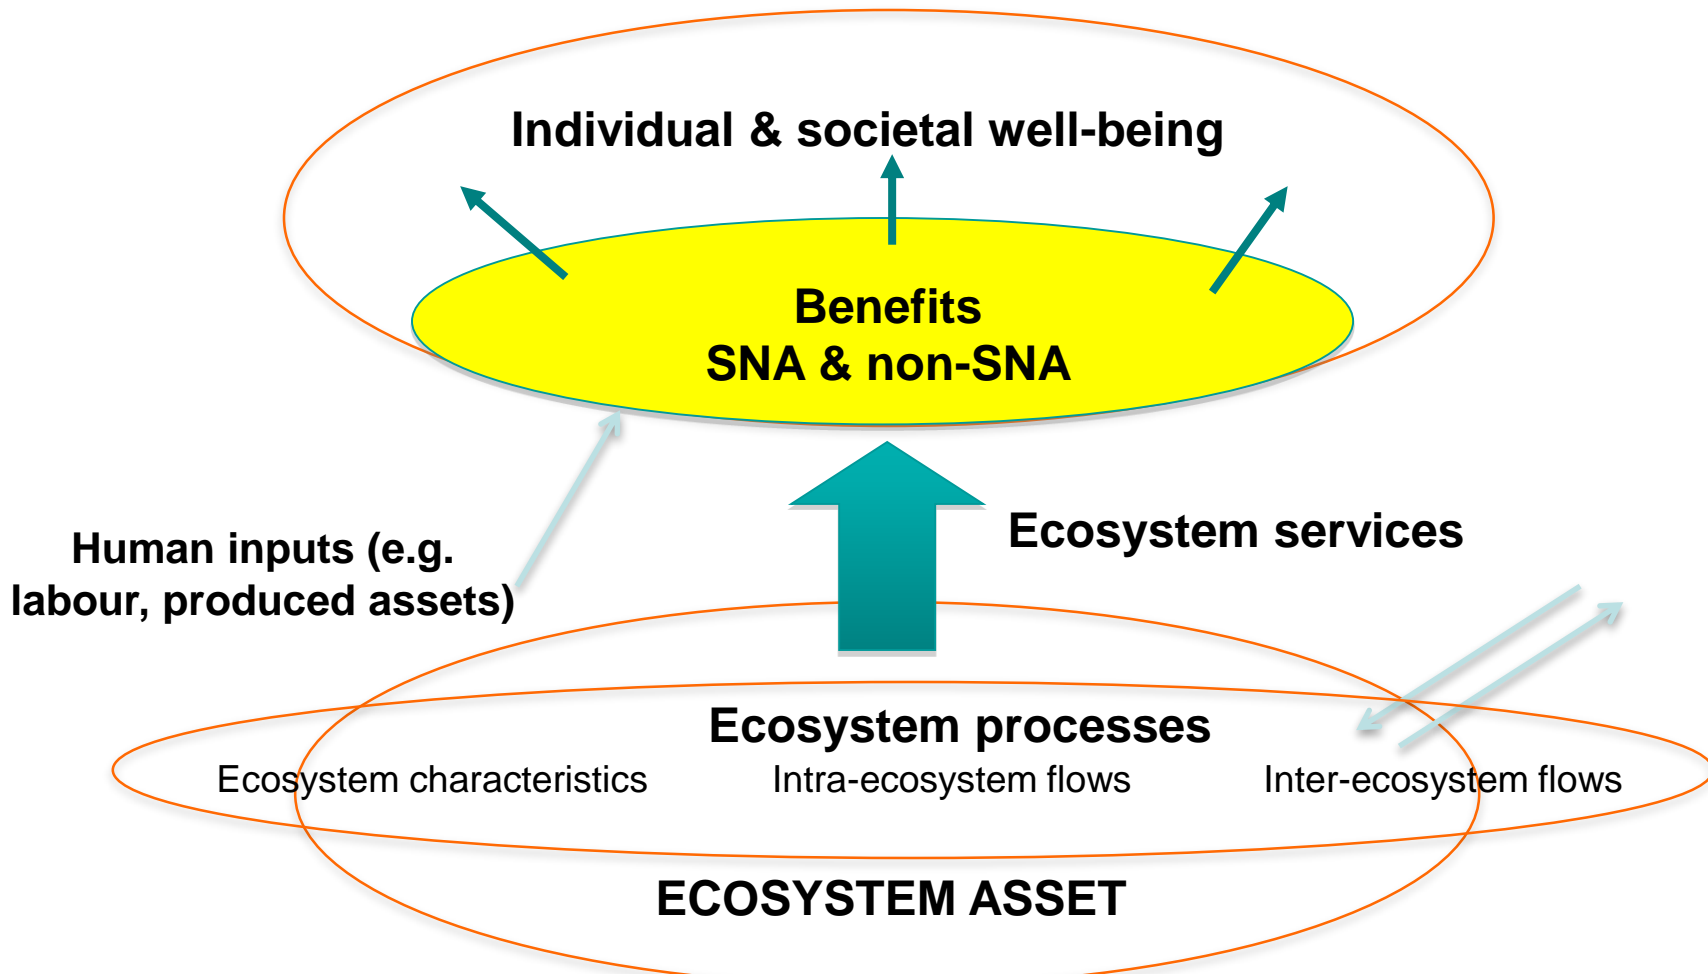 Individual & societal well-being
Benefits
SNA & non-SNA
Ecosystem services
Human inputs (e.g.
labour, produced assets)
Ecosystem processes
Ecosystem characteristics
Intra-ecosystem flows
Inter-ecosystem flows
ECOSYSTEM ASSET